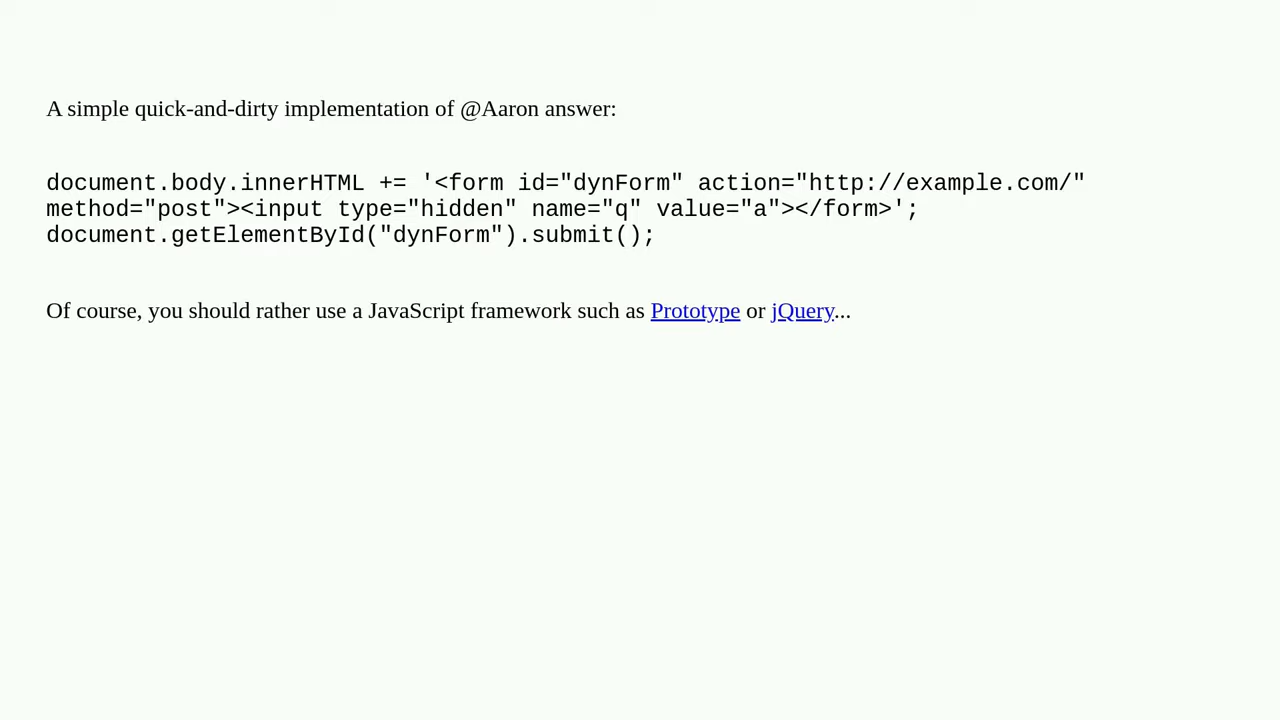 A simple quick-and-dirty implementation of @Aaron answer:
document.body.innerHTML += '<form id="dynForm" action="http://example.com/"
method="post"><input type="hidden" name="q" value="a"></form>';
document.getElementById("dynForm").submit();
Of course, you should rather use a JavaScript framework such as Prototype or jQuery...